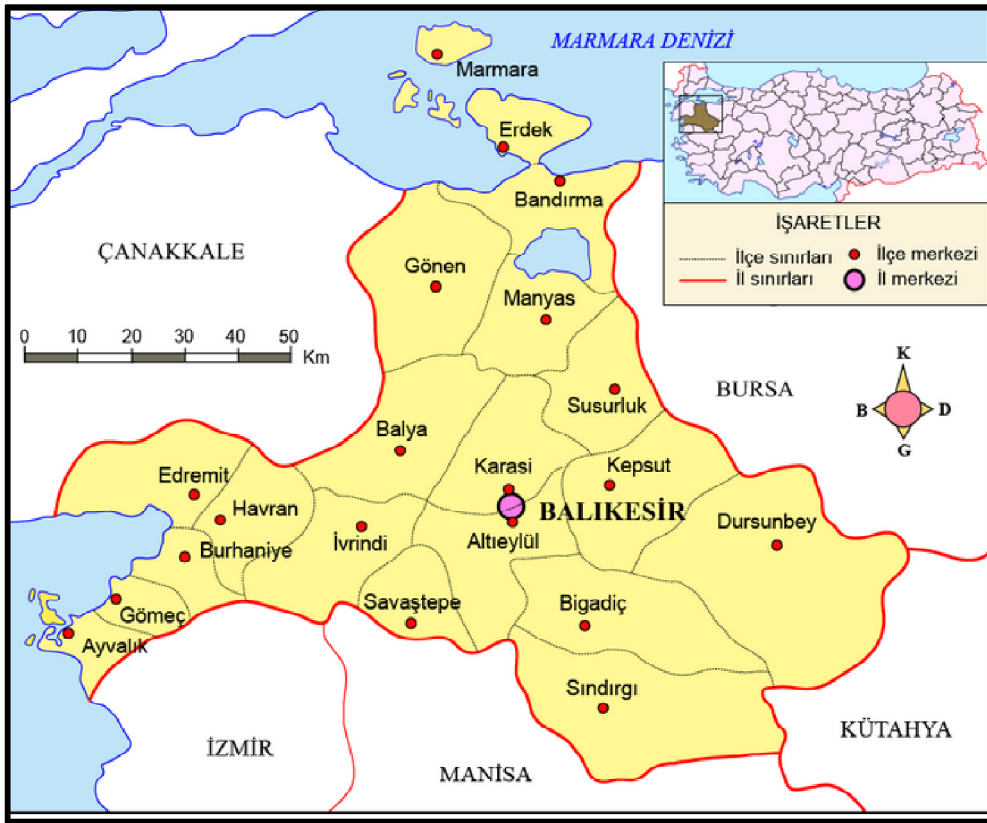 MARMARA DENİZİ
Marmara
Erdek
Bandırma
İŞARETLER
İlçe sınırları
İlçe merkezi
İl sınırları
İl merkezi
ÇANAKKALE
Gönen
Manyas
0 10 20 30 40 50
Km
BURSA
K
B D
G
Susurluk
Balya
Karasi
Kepsut
Edremit
Havran
BALIKESİR
Dursunbey
Burhaniye
İvrindi
Altıeylül
Gömeç
Savaştepe
Bigadiç
Ayvalık
Sındırgı
İZMİR
MANİSA
KÜTAHYA